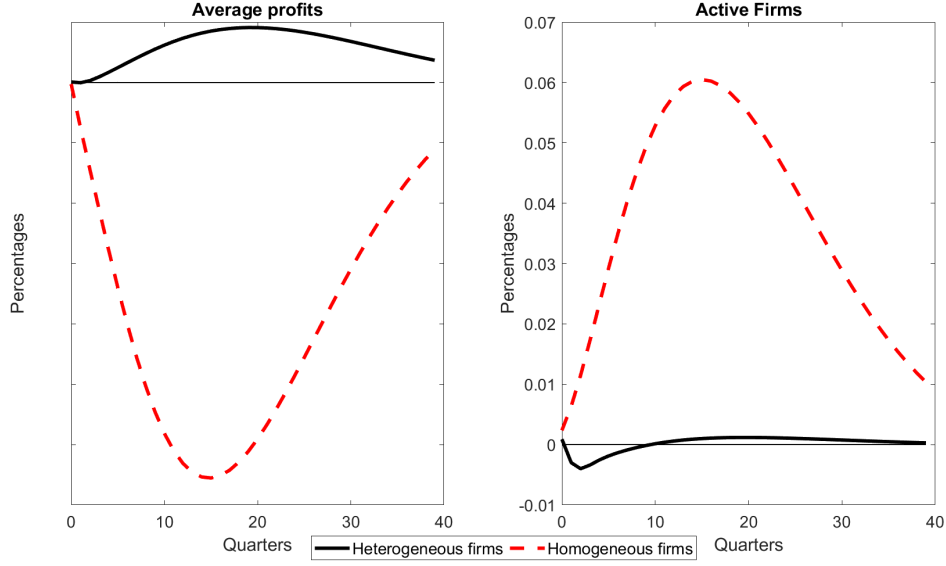 Average profits
Percentages
0
10
20
30
40
Quarters
Active Firms
Percentages
0.07
0.06
0.05
0.04
0.03
0.02
0.01
0
-0.01
0
10
20
30
40
Quarters
Heterogeneous firms
Homogeneous firms